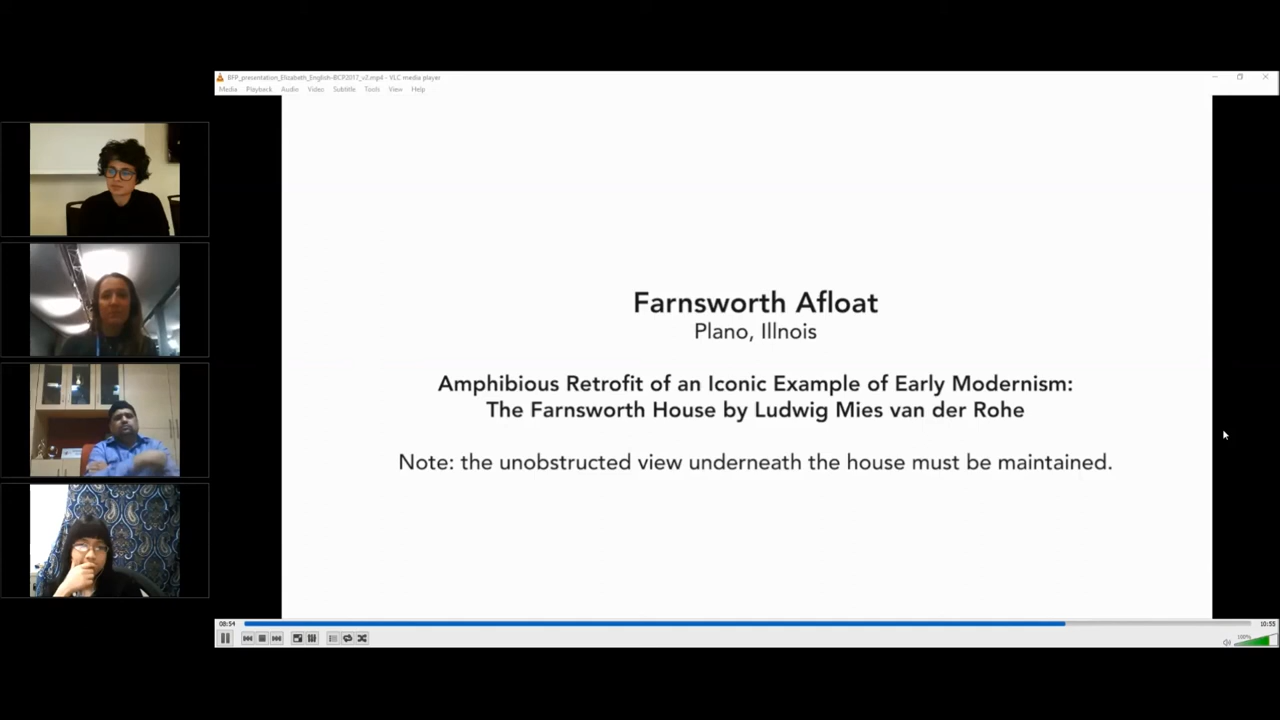 BFP_presentation_Elizabeth_English-BCP2017_v2.mp4 - VLC media player
Media Playback Audio Video Subtitle Tools View Help
Farnsworth Afloat
Plano, Illnois
Amphibious Retrofit of an Iconic Example of Early Modernism:
The Farnsworth House by Ludwig Mies van der Rohe
Note: the unobstructed view underneath the house must be maintained.
08:54
10:55
100%